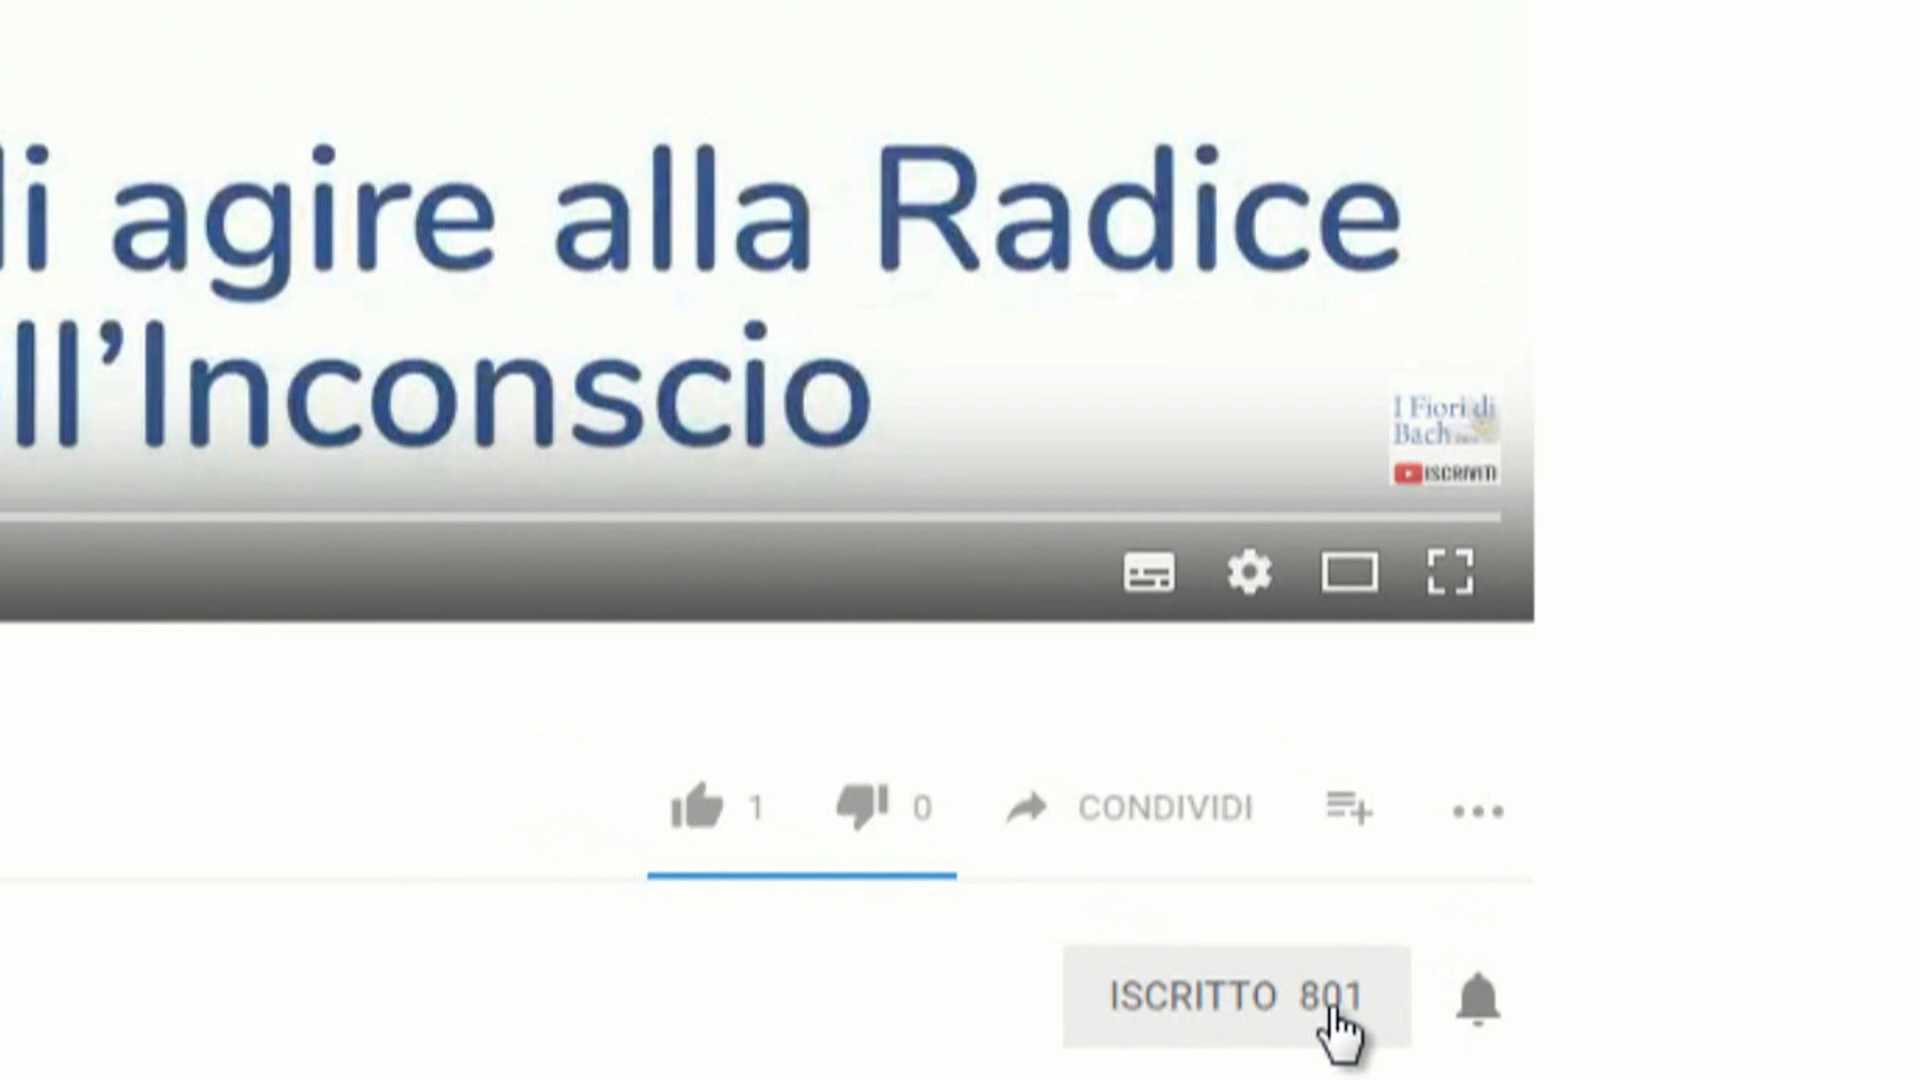 di agire alla Radice
ll'Inconscio
I Fiori di
Bach
ISCRIVITI
1 0 CONDIVIDI
ISCRITTO 801